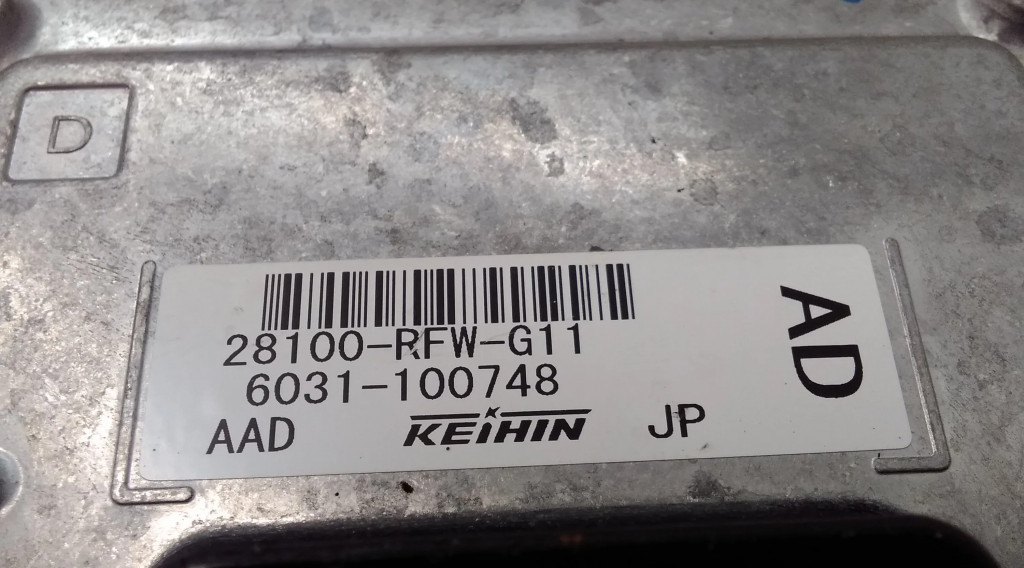 D
28100-RFW-G11
6031-100748
AAD KEIHIN JP
AD